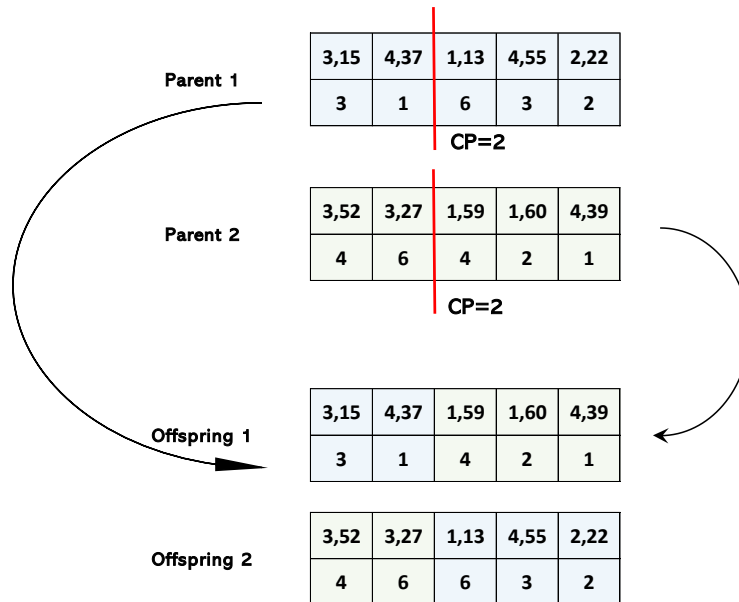 3,15 4,37 1,13 4,55 2,22
Parent 1
3 1 6 3 2
CP=2
3,52 3,27 1,59 1,60 4,39
Parent 2
4 6 4 2 1
CP=2
3,15 4,37 1,59 1,60 4,39
Offspring 1
3 1 4 2 1
3,52 3,27 1,13 4,55 2,22
Offspring 2
4 6 6 3 2